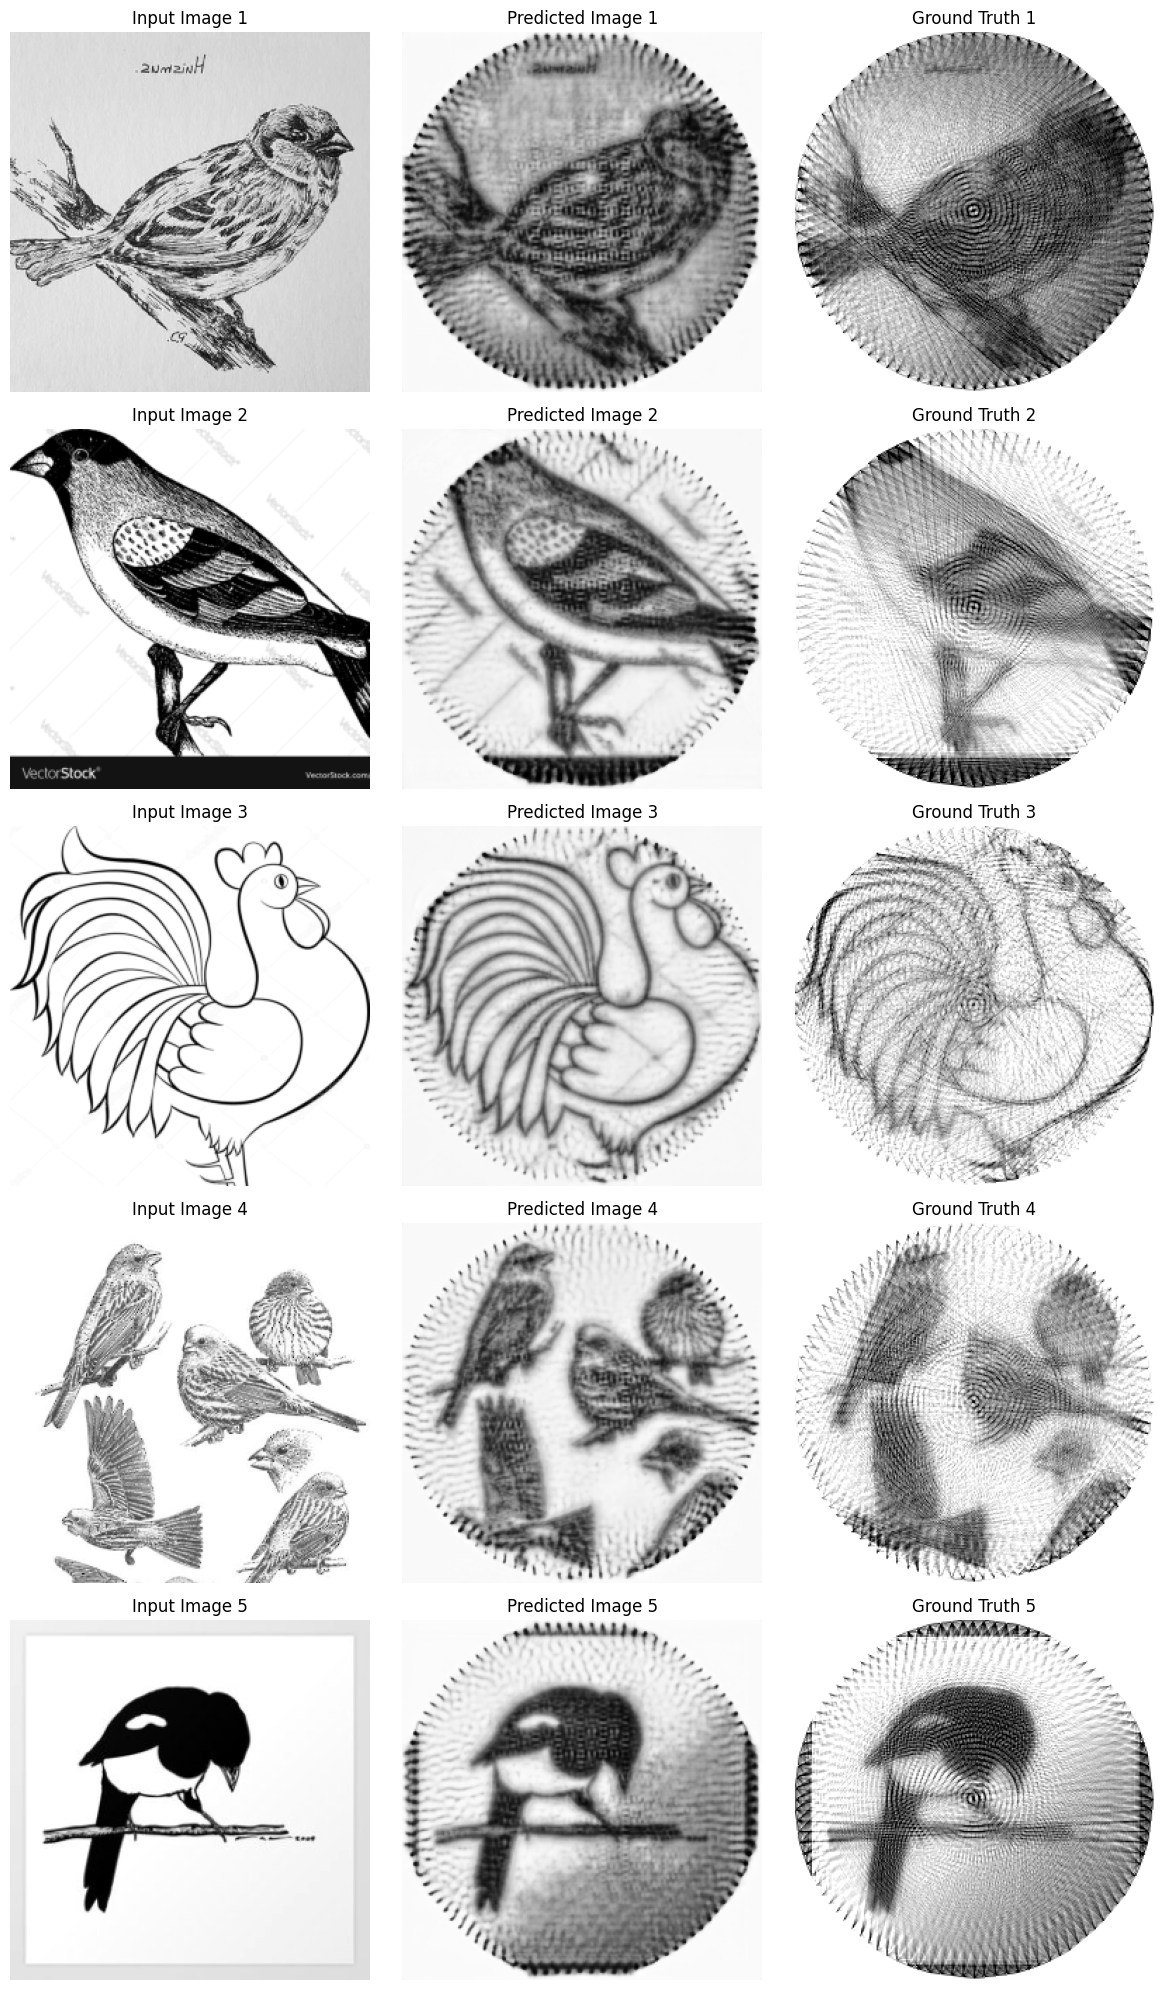 Input Image 1
Predicted Image 1
Ground Truth 1
Input Image 2
Predicted Image 2
Ground Truth 2
VectorStock®
VectorStock.com/
Input Image 3
Predicted Image 3
Ground Truth 3
Input Image 4
Predicted Image 4
Ground Truth 4
Input Image 5
Predicted Image 5
Ground Truth 5